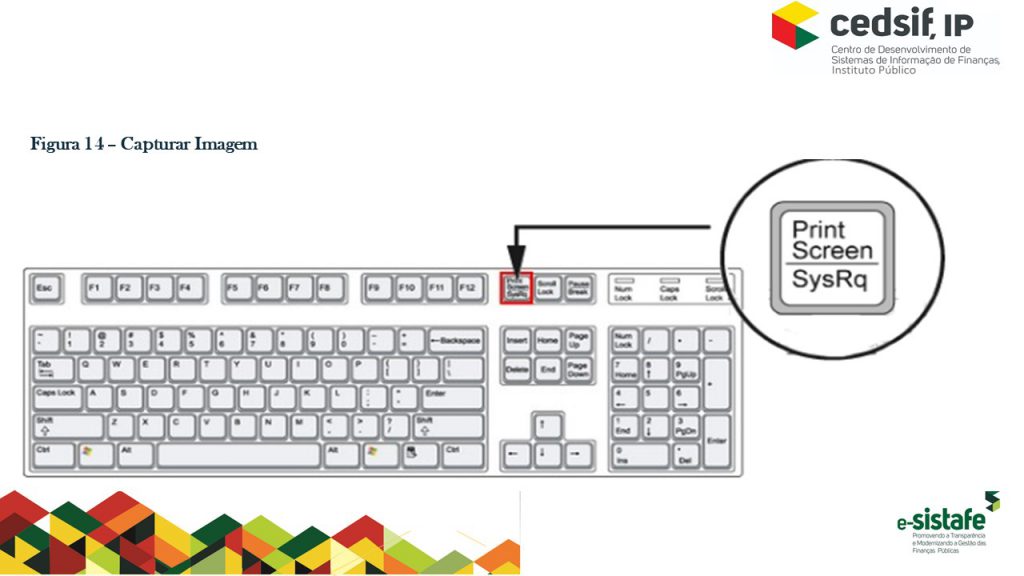 cedsif, IP
Centro de Desenvolvimento de
Sistemas de Informação de Finanças,
Instituto Público
Figura 14 – Capturar Imagem
Print
Screen
SysRq
Esc F1 F2 F3 F4 F5 F6 F7 F8 F9 F10 F11 F12
Print
Screen
SysRq
Scroll
Lock
Pause
Break
Num
Lock
Caps
Lock
Scroll
Lock
~ ! @ # $ % ^ & * ( )
1 2 3 4 5 6 7 8 9 0
←Backspace
Insert Home Page
Up
Num
Lock
/
Tab Q W E R T Y U I O P
Delete End Page
Down
7
Home
8
↑
9
PgUp
+
Caps Lock A S D F G H J K L Enter
4
←
5
6
→
Shift
⇧
Z X C V B N M
Shift
⇧
↑
1
End
2
↓
3
PgDn
Enter
Ctrl Alt Alt Ctrl
← ↓ →
0
Ins
.
Del
e-sistafe
Promovendo a Transparência
e Modernizando a Gestão das
Finanças Públicas